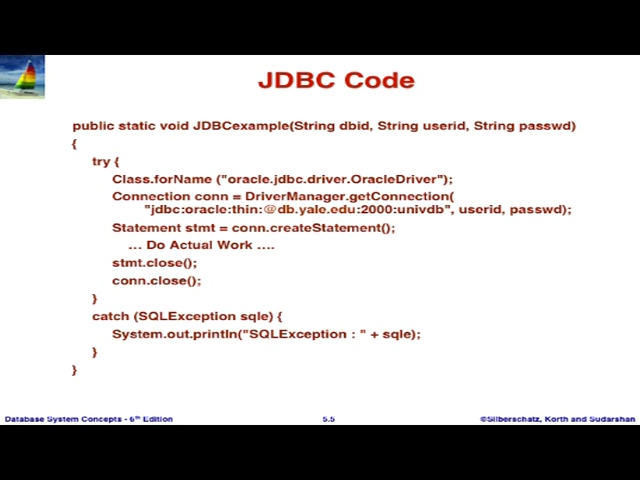 JDBC Code
public static void JDBCexample(String dbid, String userid, String passwd)
{
try {
Class.forName ("oracle.jdbc.driver.OracleDriver");
Connection conn = DriverManager.getConnection(
"jdbc:oracle:thin:@db.yale.edu:2000:univdb", userid, passwd);
Statement stmt = conn.createStatement();
… Do Actual Work ….
stmt.close();
conn.close();
}
catch (SQLException sqle) {
System.out.println("SQLException : " + sqle);
}
}
Database System Concepts - 6th Edition 5.5 ©Silberschatz, Korth and Sudarshan